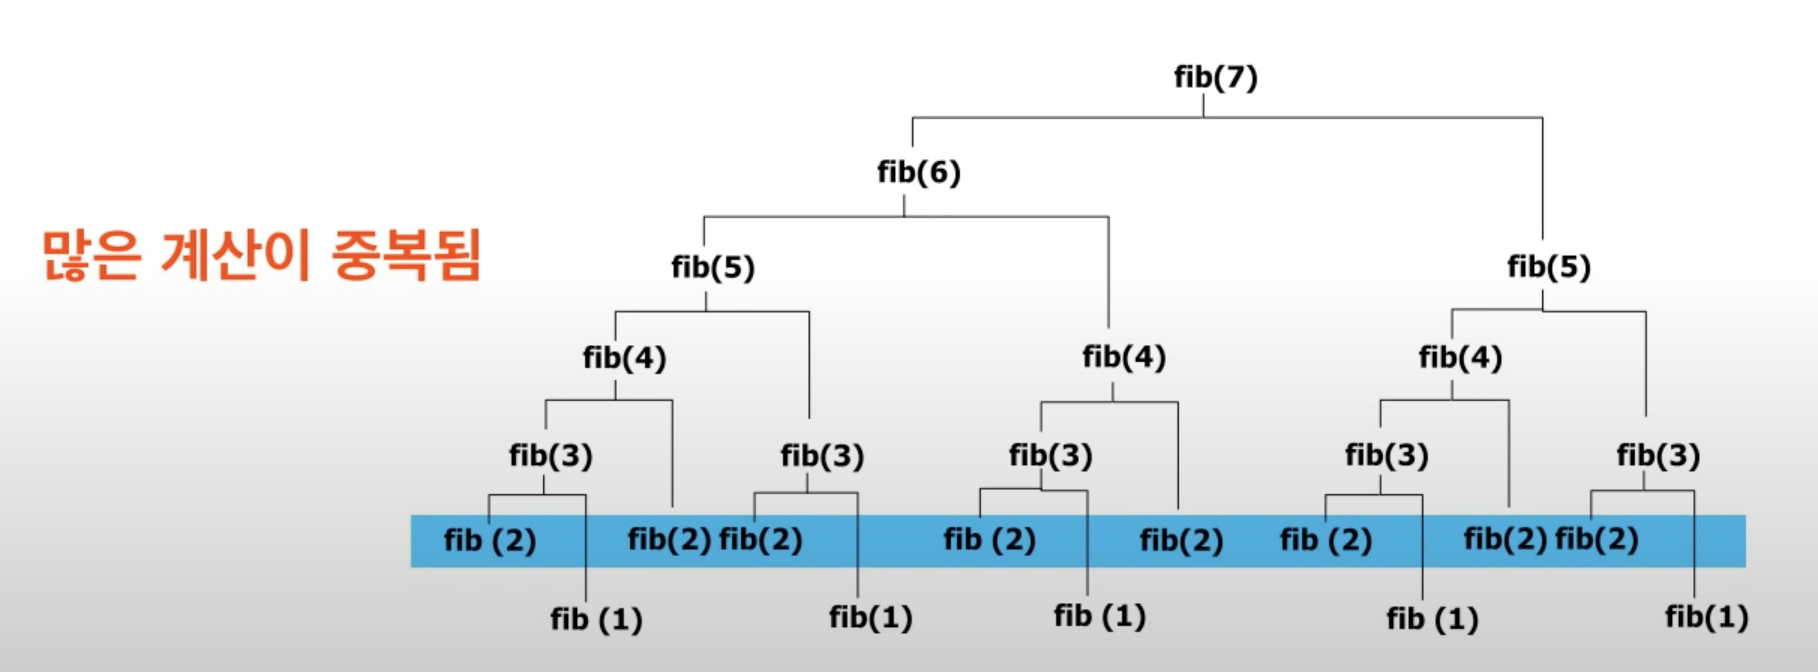 fib(7)
fib(6)
많은 계산이 중복됨
fib(5) fib(5)
fib(4) fib(4) fib(4)
fib(3) fib(3) fib(3) fib(3) fib(3)
fib (2) fib(2) fib(2) fib (2) fib(2) fib (2) fib(2) fib(2)
fib (1) fib(1) fib (1) fib (1) fib(1)